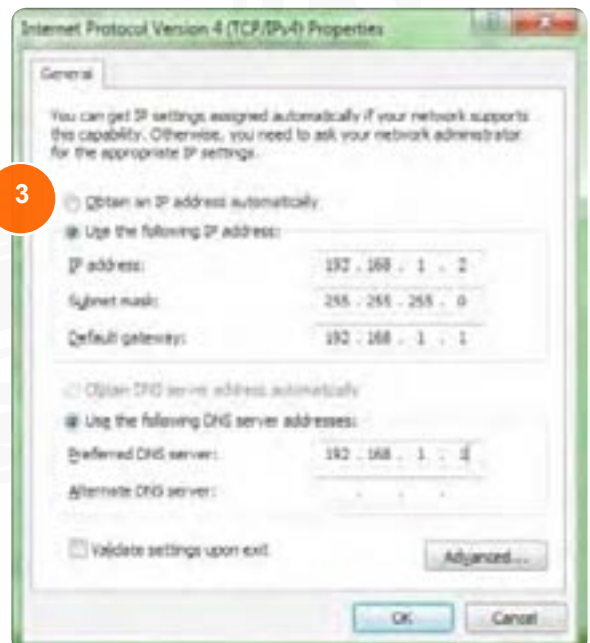 Internet Protocol Version 4 (TCP/IPv4) Properties
General
You can get IP settings assigned automatically if your network supports
this capability. Otherwise, you need to ask your network administrator
for the appropriate IP settings.
3
Obtain an IP address automatically
Use the following IP address:
IP address: 192 . 168 . 1 . 2
Subnet mask: 255 . 255 . 255 . 0
Default gateway: 192 . 168 . 1 . 1
Obtain DNS server address automatically
Use the following DNS server addresses:
Preferred DNS server: 192 . 168 . 1 . 1
Alternate DNS server: . . .
Validate settings upon exit
Advanced...
OK Cancel